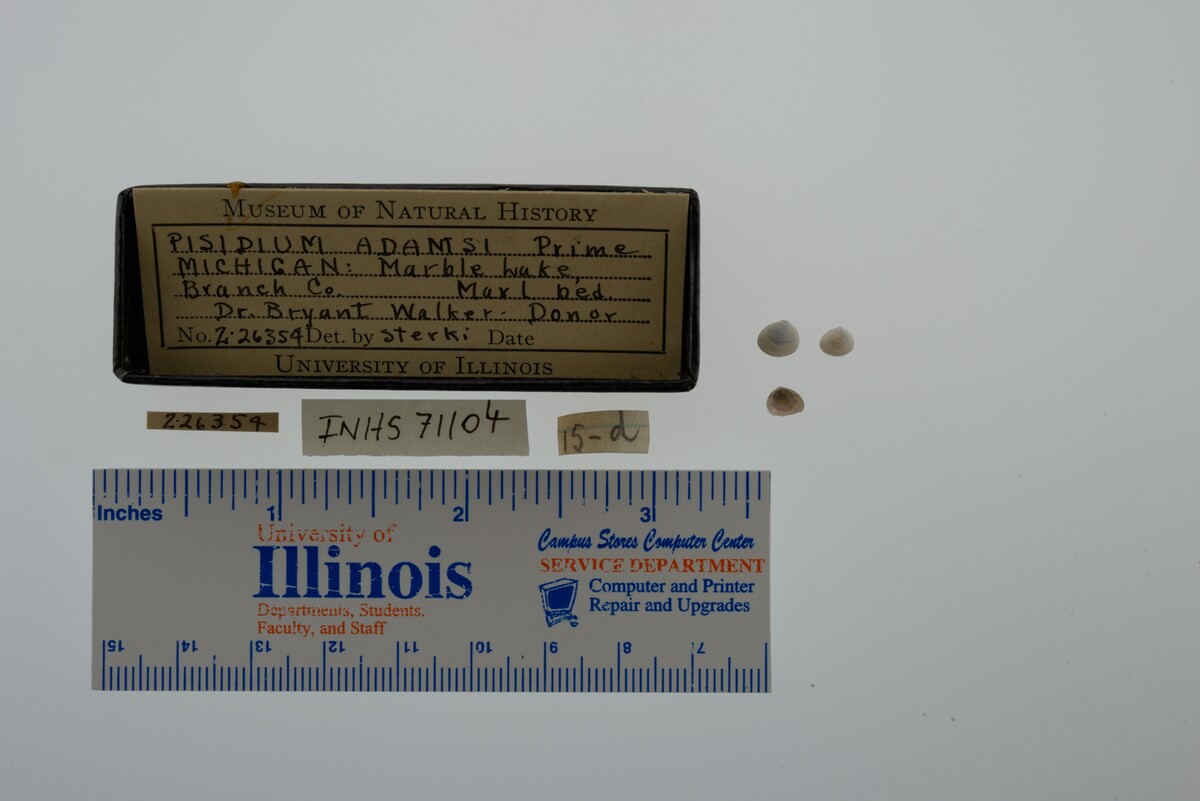 MUSEUM OF NATURAL HISTORY
PISIDIUM ADAMSI Prime
MICHIGAN: Marble Lake,
Branch Co. Marl bed.
Dr. Bryant Walker - Donor
No. Z-26354 Det. by Sterki Date
UNIVERSITY OF ILLINOIS
Z-26354
INHS 71104
15-d
Inches 1 2 3
University of
Illinois
Departments, Students,
Faculty, and Staff
Campus Stores Computer Center
SERVICE DEPARTMENT
Computer and Printer
Repair and Upgrades
15 14 13 12 11 10 9 8 7